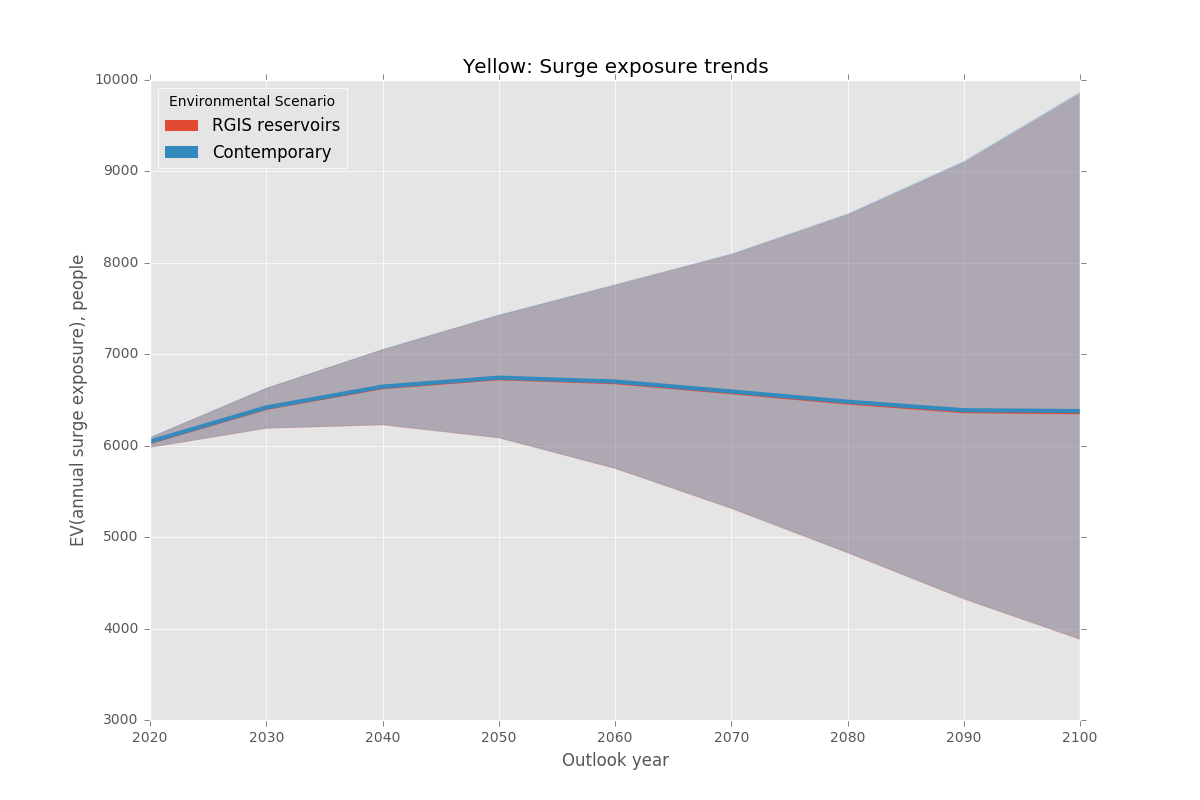 Yellow: Surge exposure trends
Environmental Scenario
RGIS reservoirs
Contemporary
EV(annual surge exposure), people
10000
9000
8000
7000
6000
5000
4000
3000
2020 2030 2040 2050 2060 2070 2080 2090 2100
Outlook year